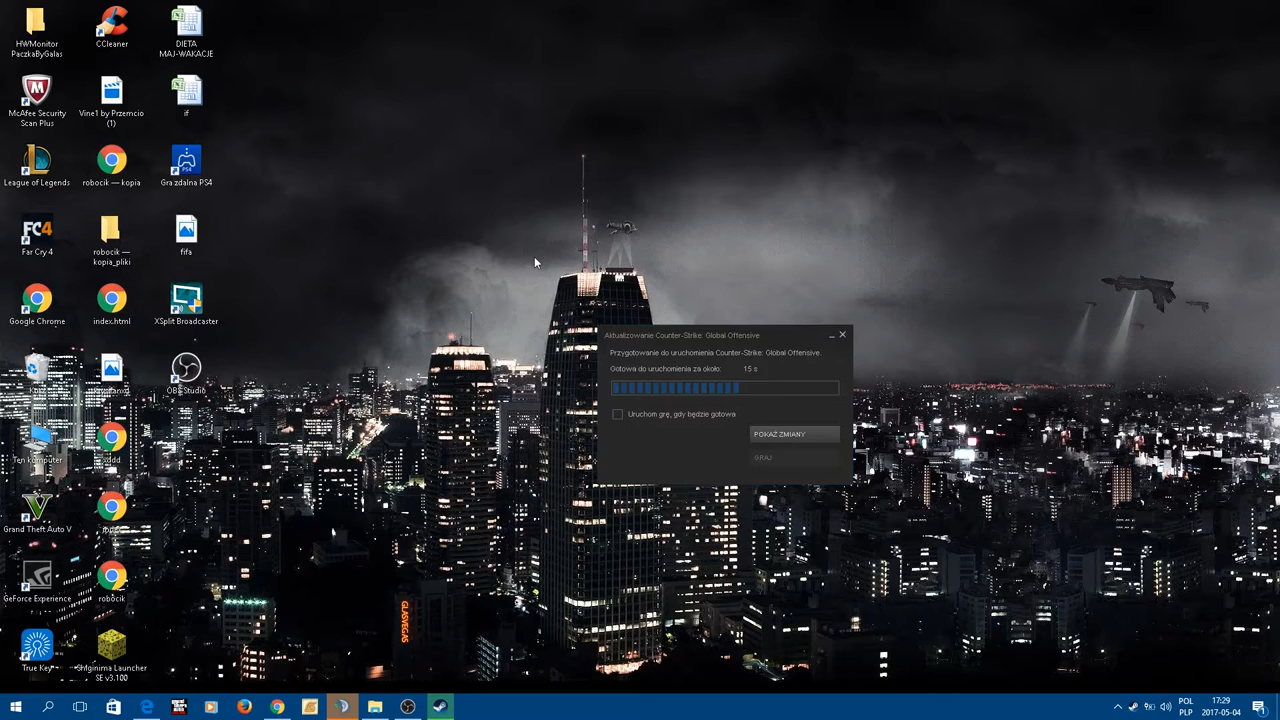 HWMonitor
PaczkaByGalas
CCleaner
DIETA
MAJ-WAKACJE
McAfee Security
Scan Plus
Vine1 by Przemcio
(1)
if
League of Legends
robocik — kopia
Gra zdalna PS4
FC4
Far Cry 4
robocik —
kopia_pliki
fifa
Google Chrome
index.html
XSplit Broadcaster
OBS Studio
Ten komputer
xddd
Grand Theft Auto V
GeForce Experience
robocik
True Key
Shiginima Launcher
SE v3.100
Aktualizowanie Counter-Strike: Global Offensive
Przygotowanie do uruchomienia Counter-Strike: Global Offensive.
Gotowa do uruchomienia za około: 15 s
Uruchom grę, gdy będzie gotowa
POKAŻ ZMIANY
GRAJ
GLASVEGAS
POL
PLP
17:29
2017-05-04